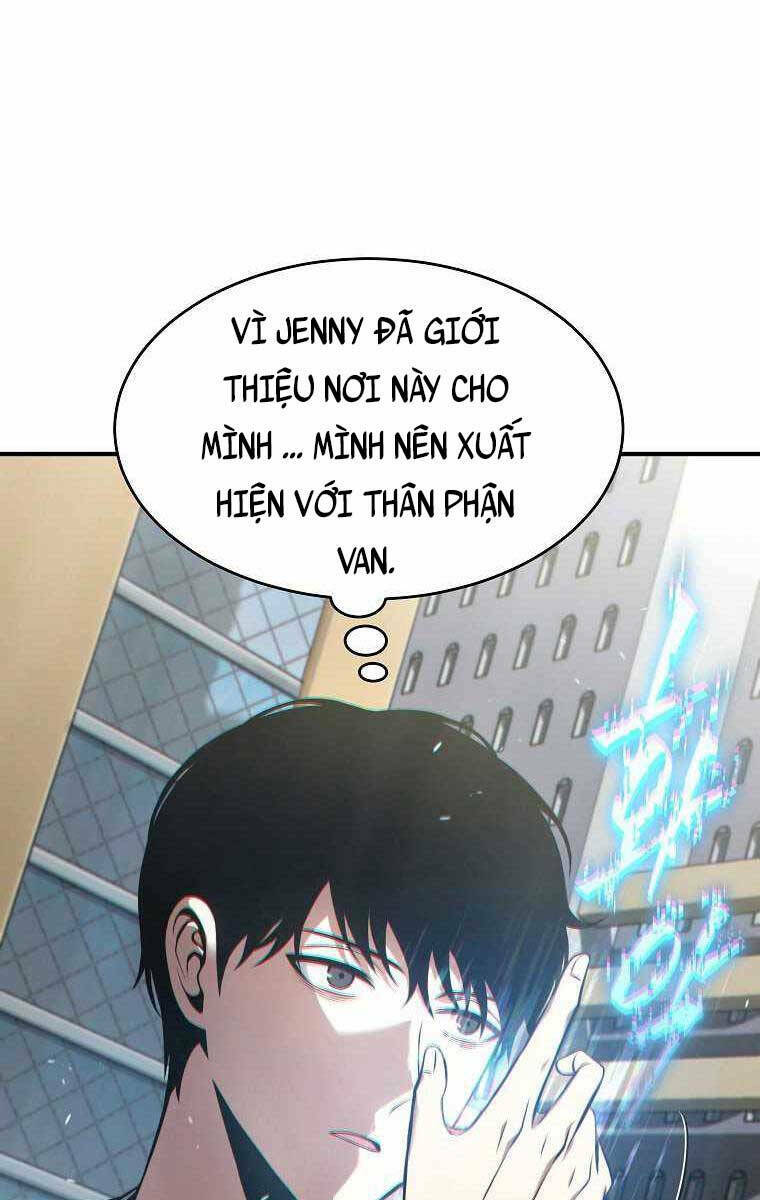 VÌ JENNY ĐÃ GIỚI
THIỆU NƠI NÀY CHO
MÌNH ... MÌNH NÊN XUẤT
HIỆN VỚI THÂN PHẬN
VAN.